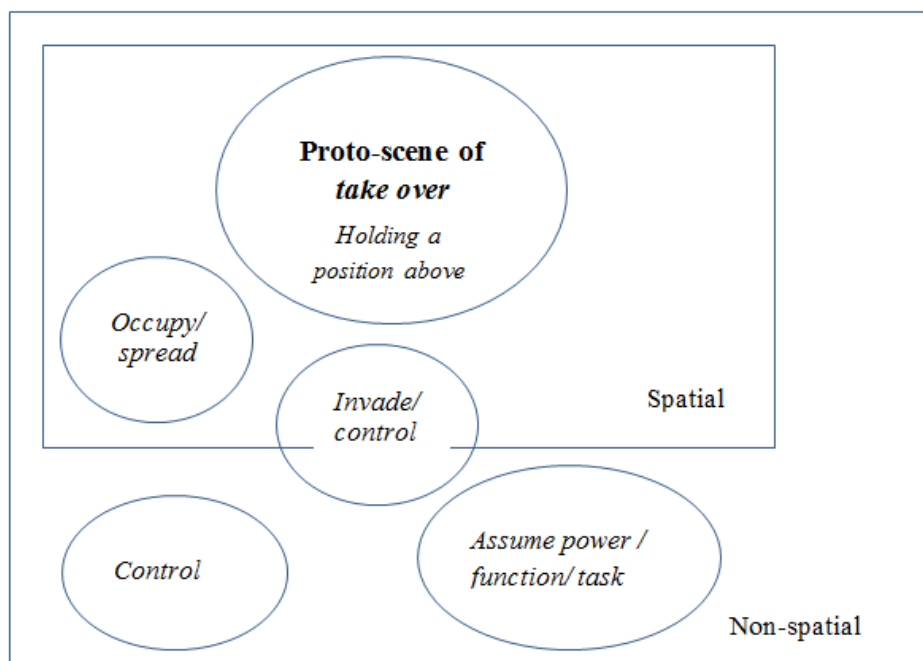 Proto-scene of
take over
Holding a
position above
Occupy/
spread
Invade/
control
Spatial
Control
Assume power /
function/ task
Non-spatial